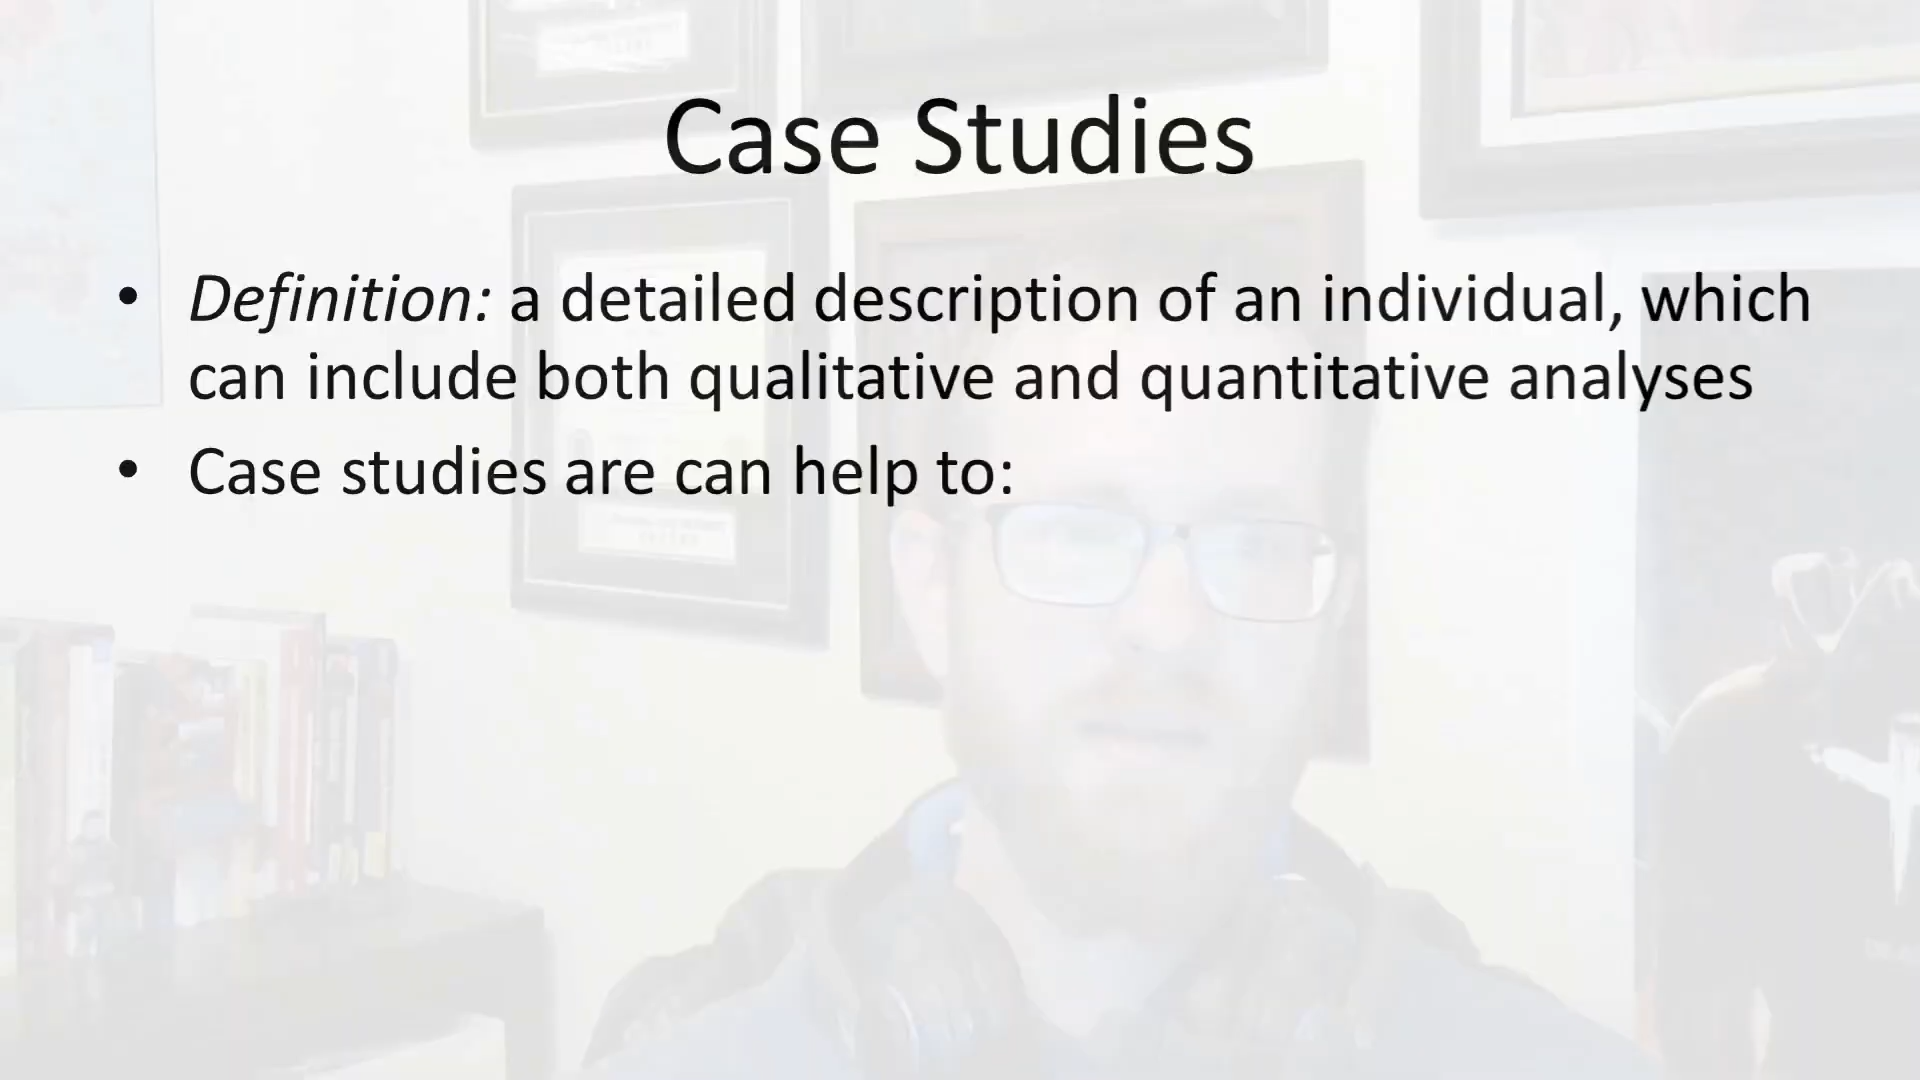 Case Studies
• Definition: a detailed description of an individual, which
can include both qualitative and quantitative analyses
• Case studies are can help to: